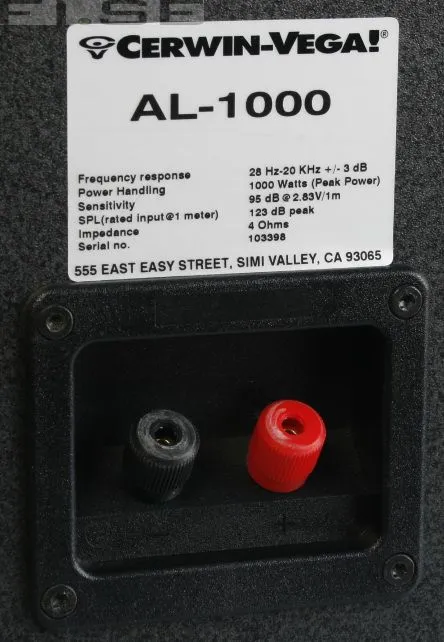 CERWIN-VEGA!®
AL-1000
Frequency response 28 Hz-20 KHz +/- 3 dB
Power Handling 1000 Watts (Peak Power)
Sensitivity 95 dB @ 2.83V/1m
SPL(rated input@1 meter) 123 dB peak
Impedance 4 Ohms
Serial no. 103398
555 EAST EASY STREET, SIMI VALLEY, CA 93065
- +